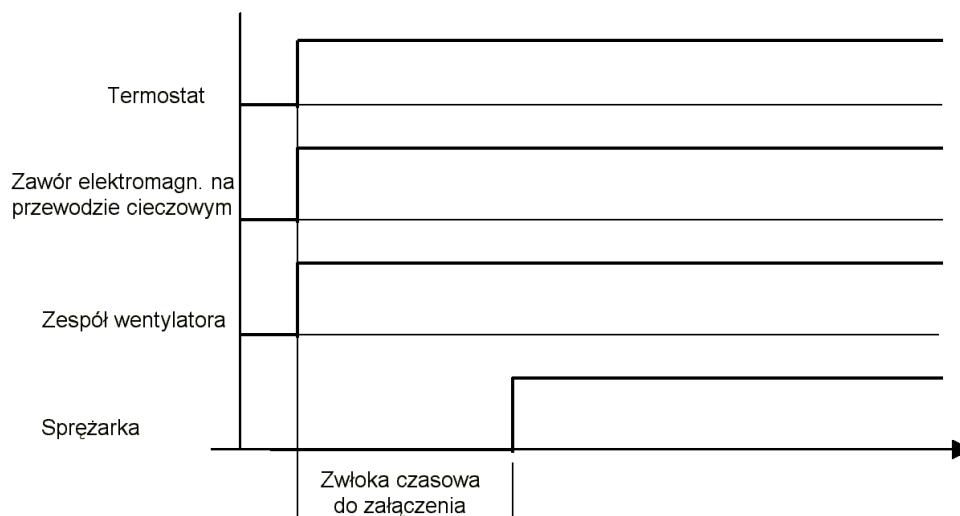 Termostat
Zawór elektromagn. na
przewodzie cieczowym
Zespół wentylatora
Sprężarka
Zwłoka czasowa
do załączenia